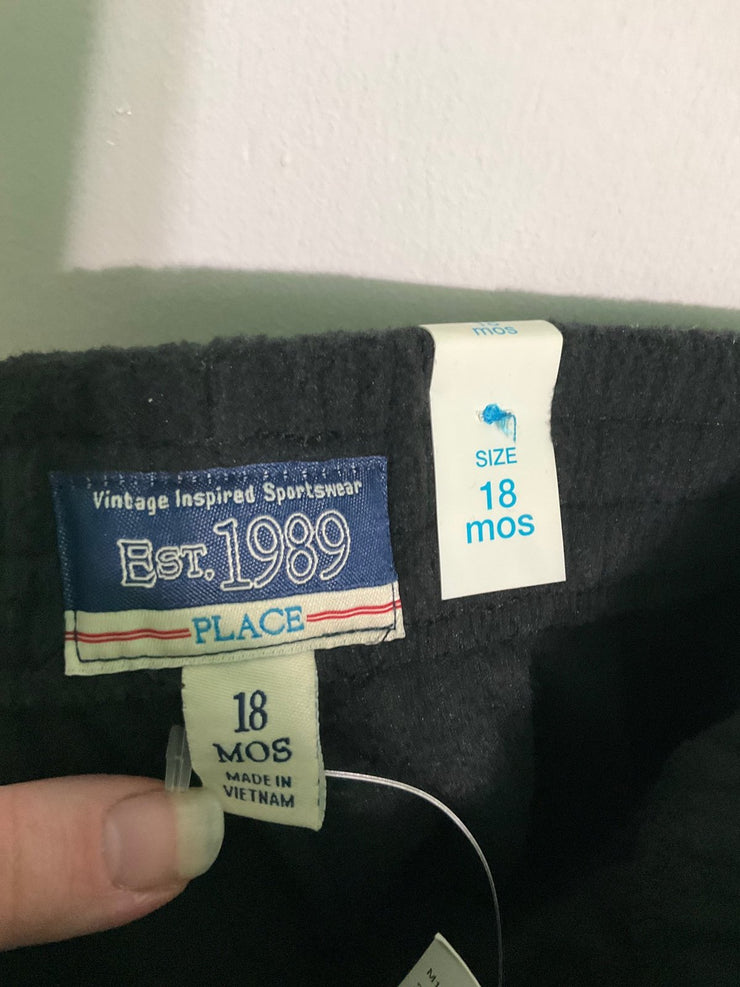 mos
SIZE
18
mos
Vintage Inspired Sportswear
EST. 1989
PLACE
18
MOS
MADE IN
VIETNAM